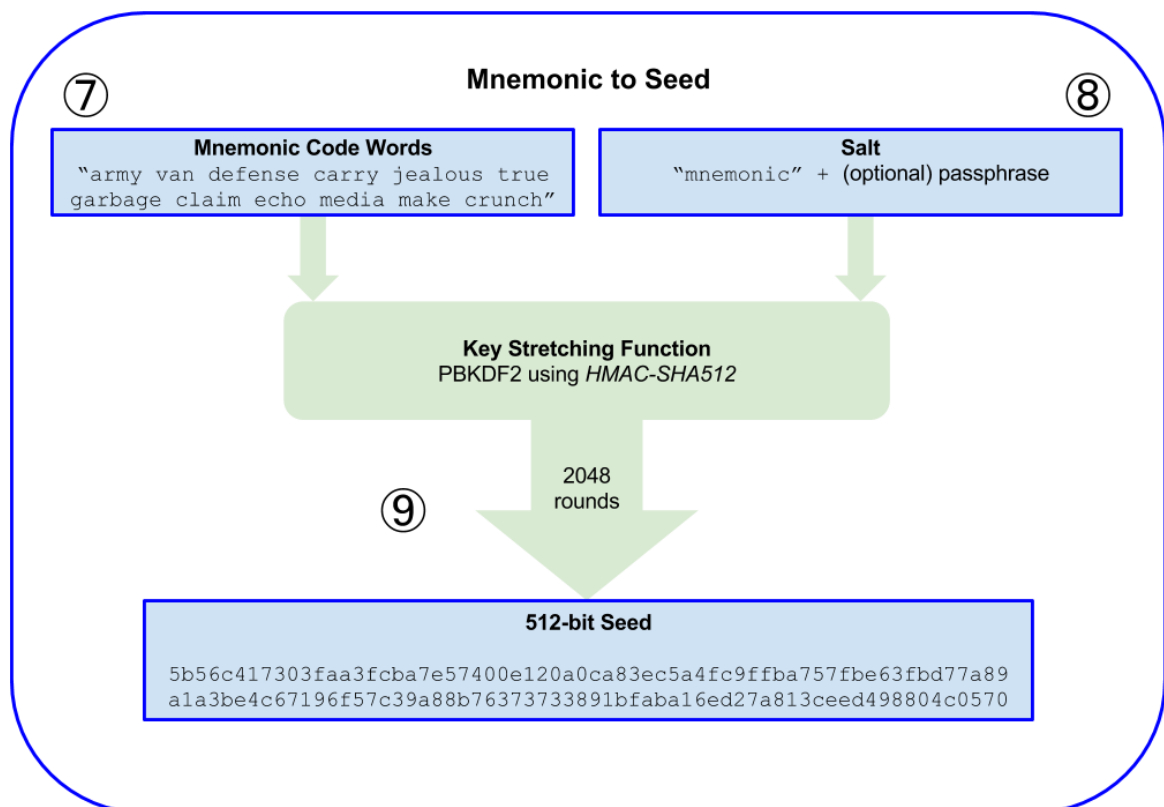 Mnemonic to Seed
⑦
⑧
Mnemonic Code Words
“army van defense carry jealous true
garbage claim echo media make crunch”
Salt
“mnemonic” + (optional) passphrase
Key Stretching Function
PBKDF2 using HMAC-SHA512
2048
rounds
⑨
512-bit Seed
5b56c417303faa3fcba7e57400e120a0ca83ec5a4fc9ffba757fbe63fbd77a89
a1a3be4c67196f57c39a88b76373733891bfaba16ed27a813ceed498804c0570